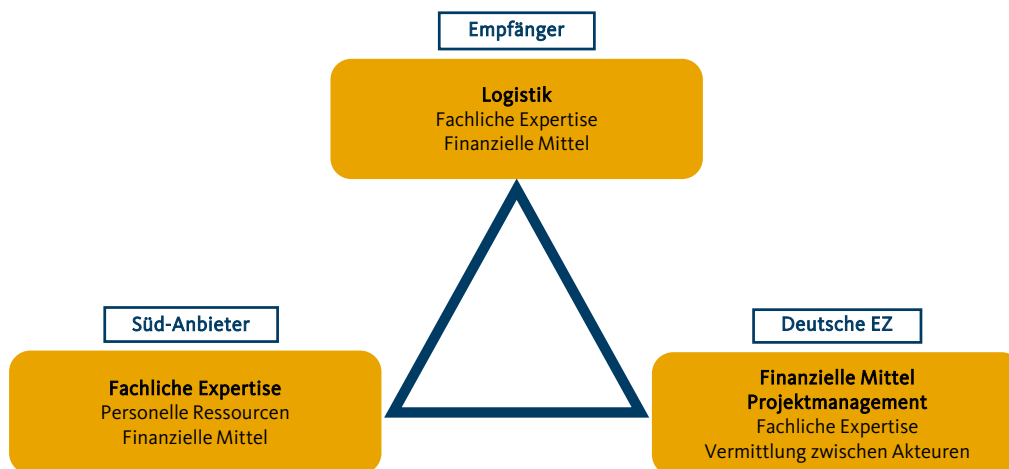 Empfänger
Logistik
Fachliche Expertise
Finanzielle Mittel
Süd-Anbieter
Fachliche Expertise
Personelle Ressourcen
Finanzielle Mittel
Deutsche EZ
Finanzielle Mittel
Projektmanagement
Fachliche Expertise
Vermittlung zwischen Akteuren